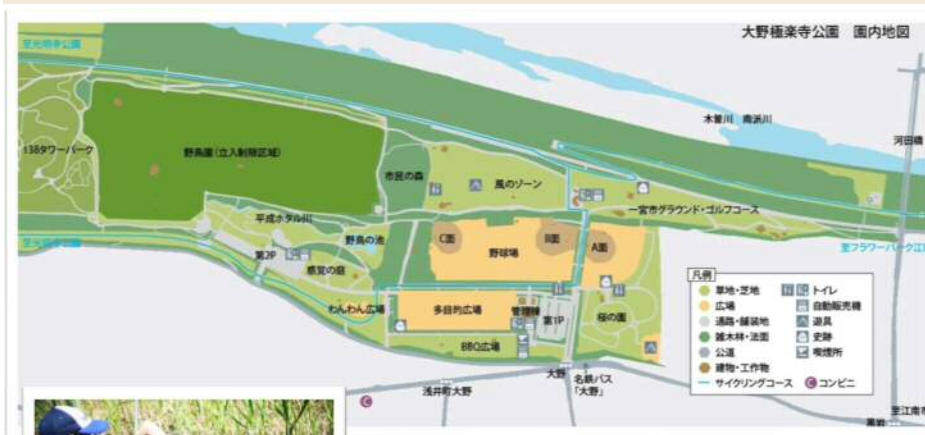 大野極楽寺公園 園内地図
至光明寺公園
木曽川 南派川
河田橋
138タワーパーク
野鳥園(立入制限区域)
市民の森
風のゾーン
一宮市グラウンド・ゴルフコース
平成ホタル川
至光明寺公園
野鳥の池
C面
B面
A面
野球場
至フラワーパーク江南
第2P
感覚の庭
わんわん広場
多目的広場
管理棟
第1P
桜の園
BBQ広場
凡例
草地・芝地
トイレ
広場
自動販売機
通路・舗装地
遊具
雑木林・法面
史跡
公道
喫煙所
建物・工作物
サイクリングコース
C コンビニ
大野
名鉄バス
「大野」
浅井町大野
C
至江南市
黒岩